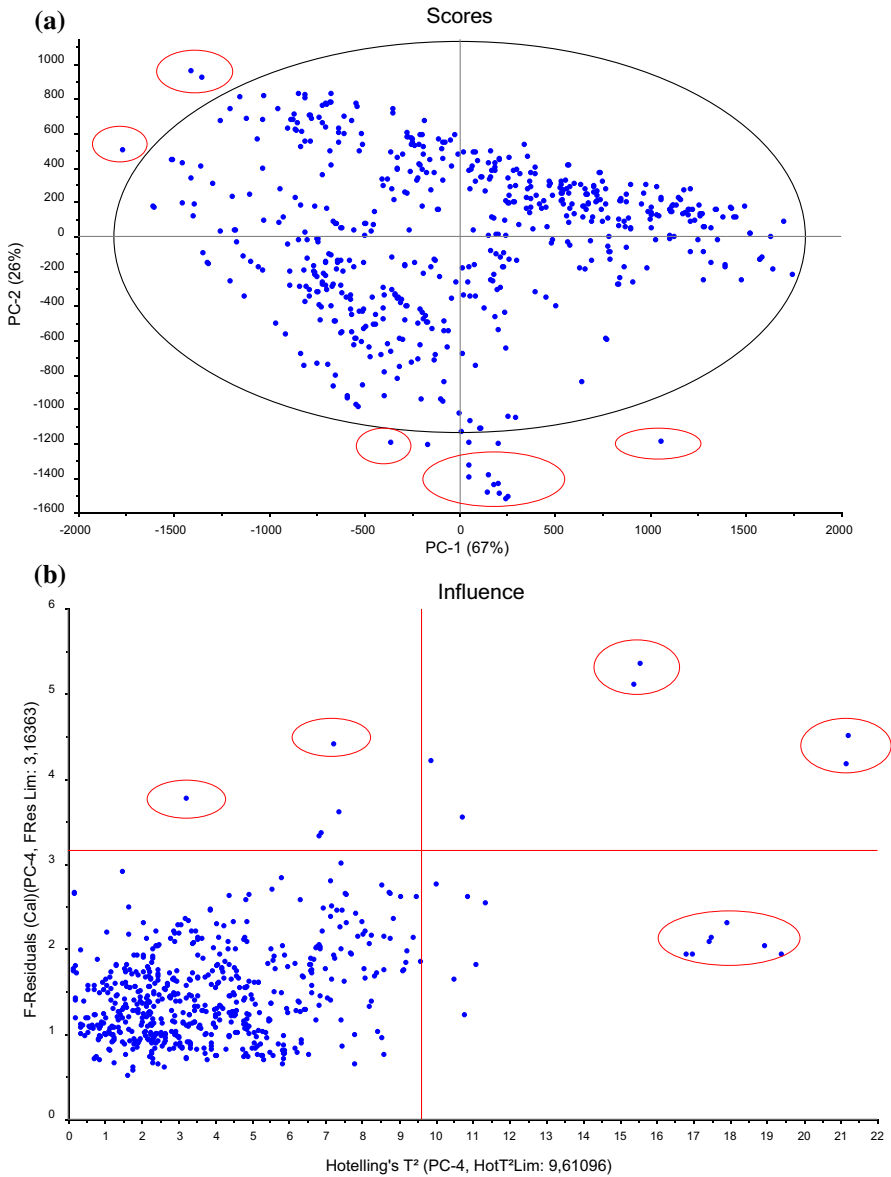 (a)
Scores
1000
800
600
400
200
0
-200
-400
-600
-800
-1000
-1200
-1400
-1600
PC-2 (26%)
-2000 -1500 -1000 -500 0 500 1000 1500 2000
PC-1 (67%)
(b)
Influence
6
5
4
3
2
1
0
F-Residuals (Cal)(PC-4, FRes Lim: 3,16363)
0 1 2 3 4 5 6 7 8 9 10 11 12 13 14 15 16 17 18 19 20 21 22
Hotelling's T² (PC-4, HotT²Lim: 9,61096)